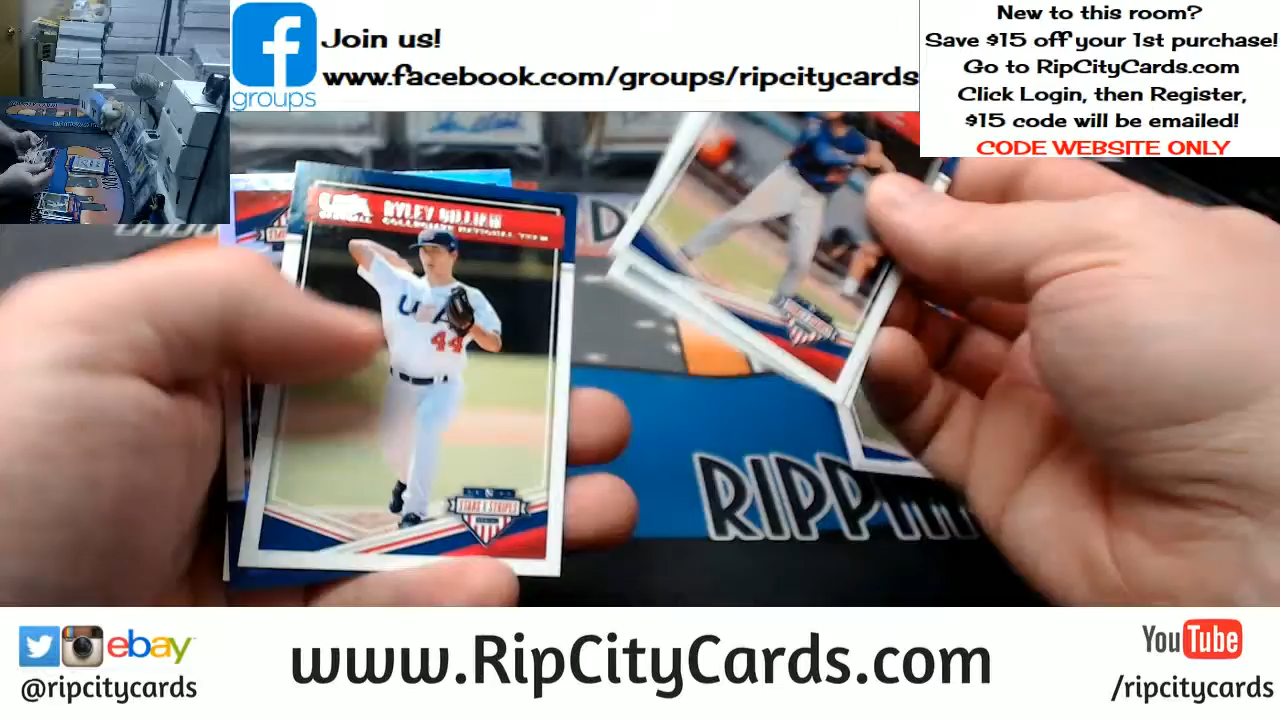 groups
Join us!
www.facebook.com/groups/ripcitycards
New to this room?
Save $15 off your 1st purchase!
Go to RipCityCards.com
Click Login, then Register,
$15 code will be emailed!
CODE WEBSITE ONLY
COLLEGIATE NATIONAL TEAM
USA
44
STARS & STRIPES
D
RIPPIN
ebay
@ripcitycards
www.RipCityCards.com
YouTube
/ripcitycards